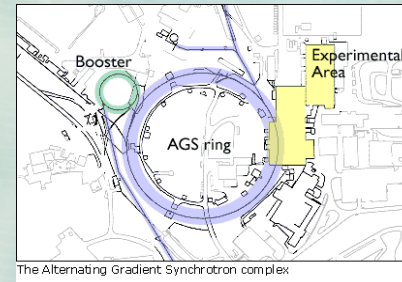 Booster
Experimental
Area
AGS ring
The Alternating Gradient Synchrotron complex